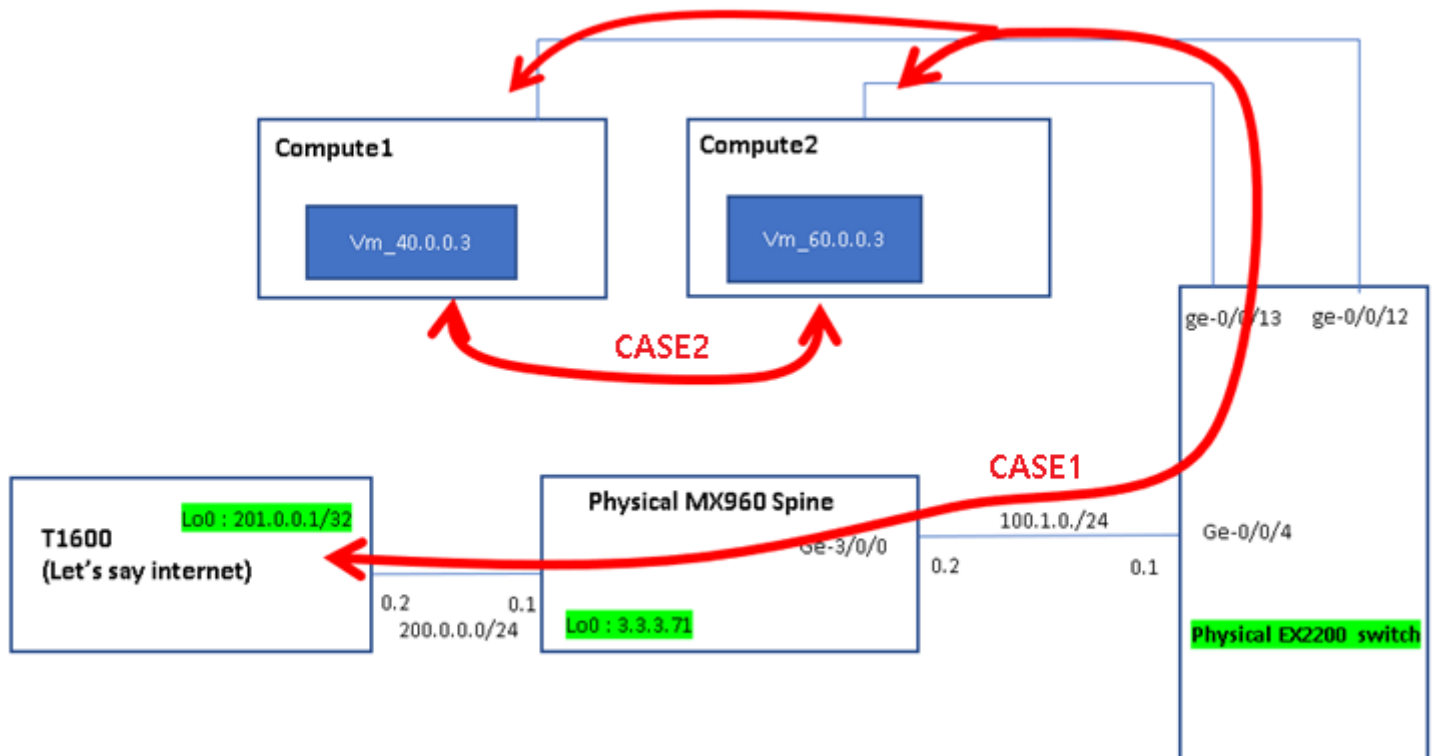 Compute1
Compute2
Vm_40.0.0.3
Vm_60.0.0.3
CASE2
ge-0/0/13
ge-0/0/12
CASE1
T1600
(Let's say internet)
Lo0 : 201.0.0.1/32
Physical MX960 Spine
Ge-3/0/0
Lo0 : 3.3.3.71
0.2
0.1
200.0.0.0/24
100.1.0./24
0.2
0.1
Ge-0/0/4
Physical EX2200 switch